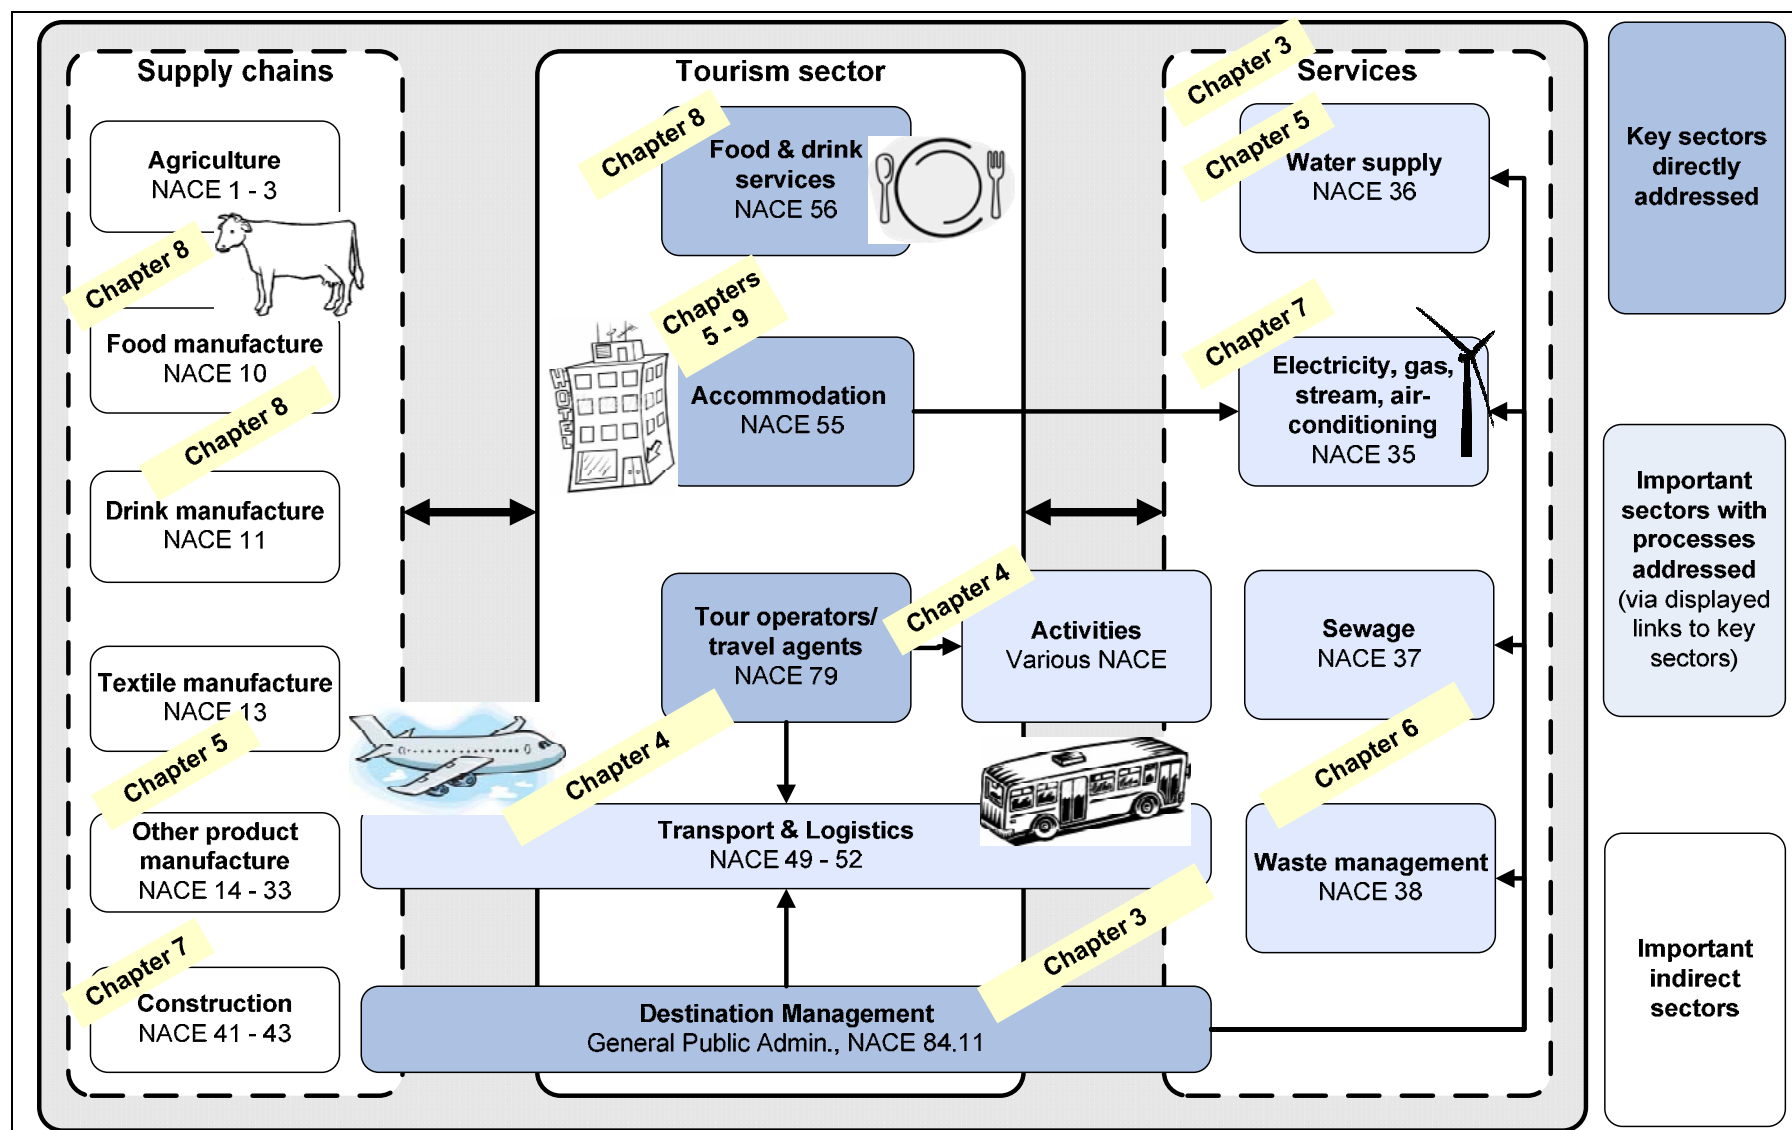 Supply chains
Agriculture
NACE 1 - 3
Chapter 8
Food manufacture
NACE 10
Chapter 8
Drink manufacture
NACE 11
Textile manufacture
NACE 13
Chapter 5
Other product
manufacture
NACE 14 - 33
Chapter 7
Construction
NACE 41 - 43
Tourism sector
Chapter 8
Food & drink
services
NACE 56
Chapters
5 - 9
HOTEL
Accommodation
NACE 55
Tour operators/
travel agents
NACE 79
Chapter 4
Activities
Various NACE
Chapter 4
Transport & Logistics
NACE 49 - 52
Chapter 3
Destination Management
General Public Admin., NACE 84.11
Chapter 3
Services
Chapter 5
Water supply
NACE 36
Chapter 7
Electricity, gas,
stream, air-
conditioning
NACE 35
Sewage
NACE 37
Chapter 6
Waste management
NACE 38
Key sectors
directly
addressed
Important
sectors with
processes
addressed
(via displayed
links to key
sectors)
Important
indirect
sectors